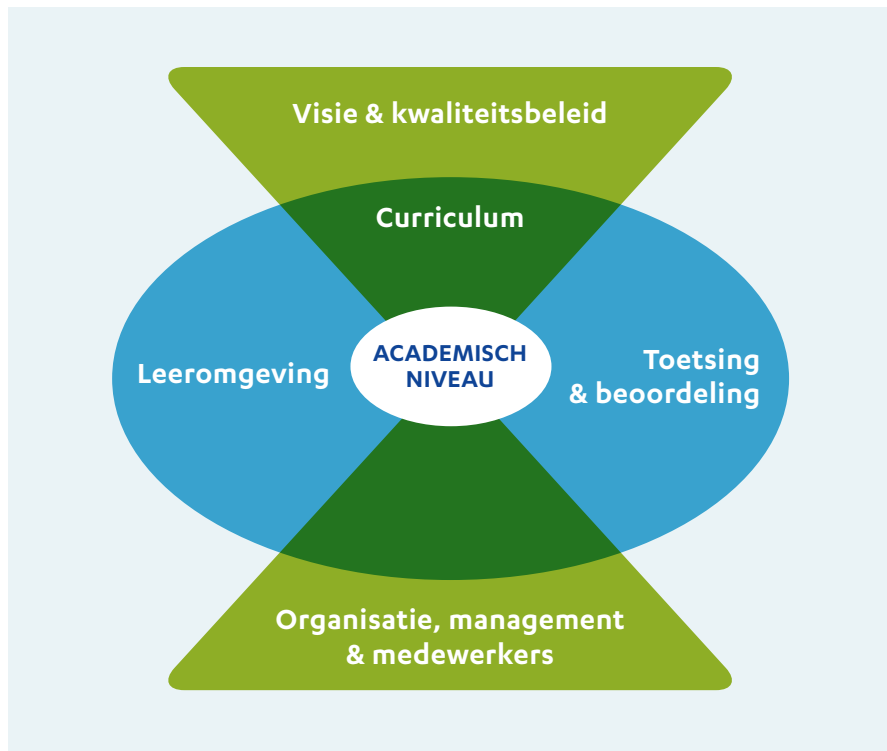 Visie & kwaliteitsbeleid
Curriculum
ACADEMISCH
NIVEAU
Leeromgeving
Toetsing
& beoordeling
Organisatie, management
& medewerkers